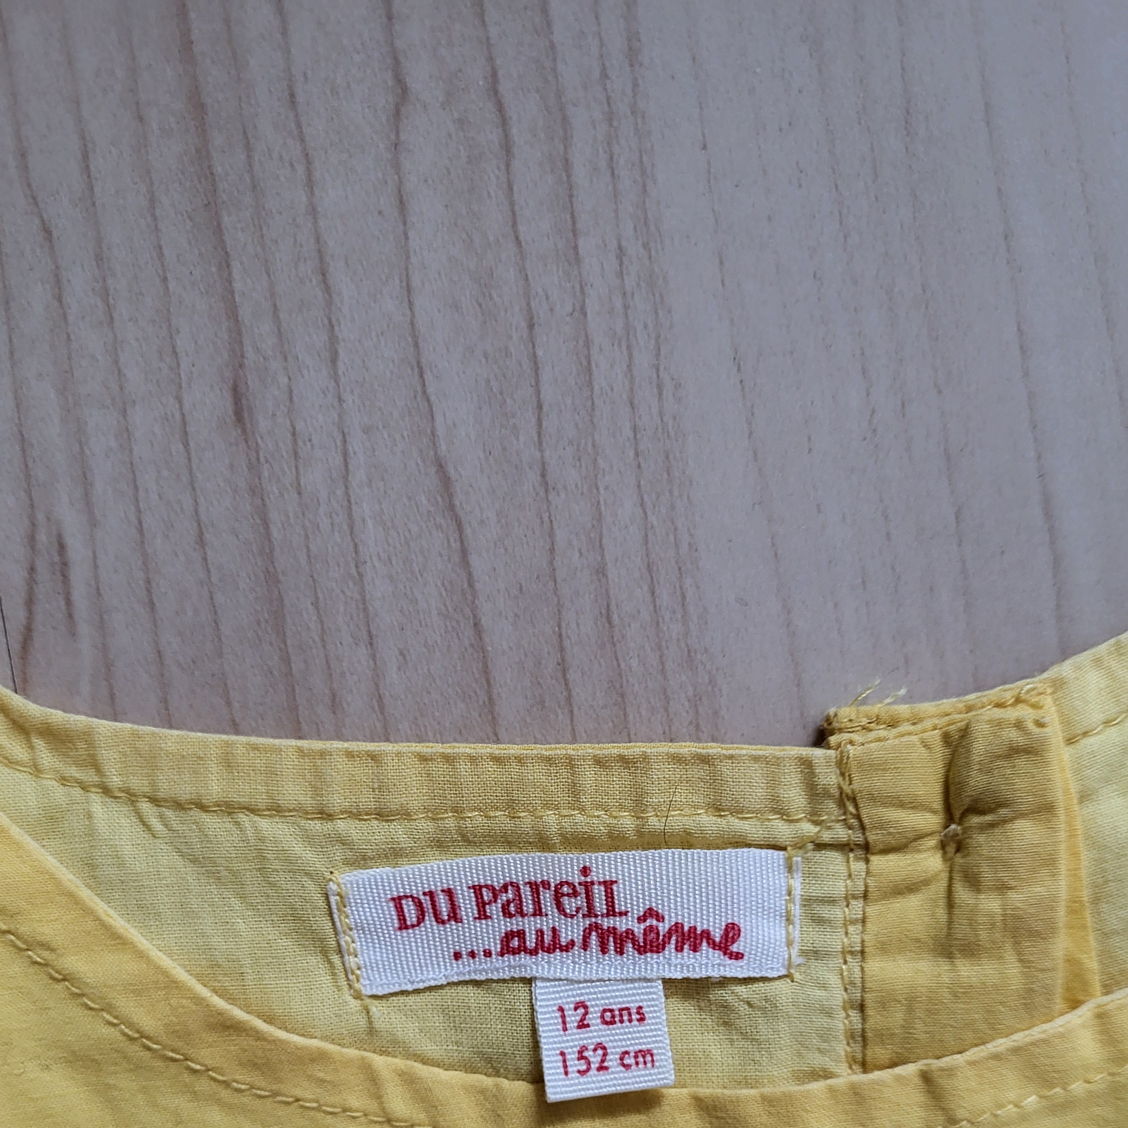 DU PAREIL
...au même
12 ans
152 cm